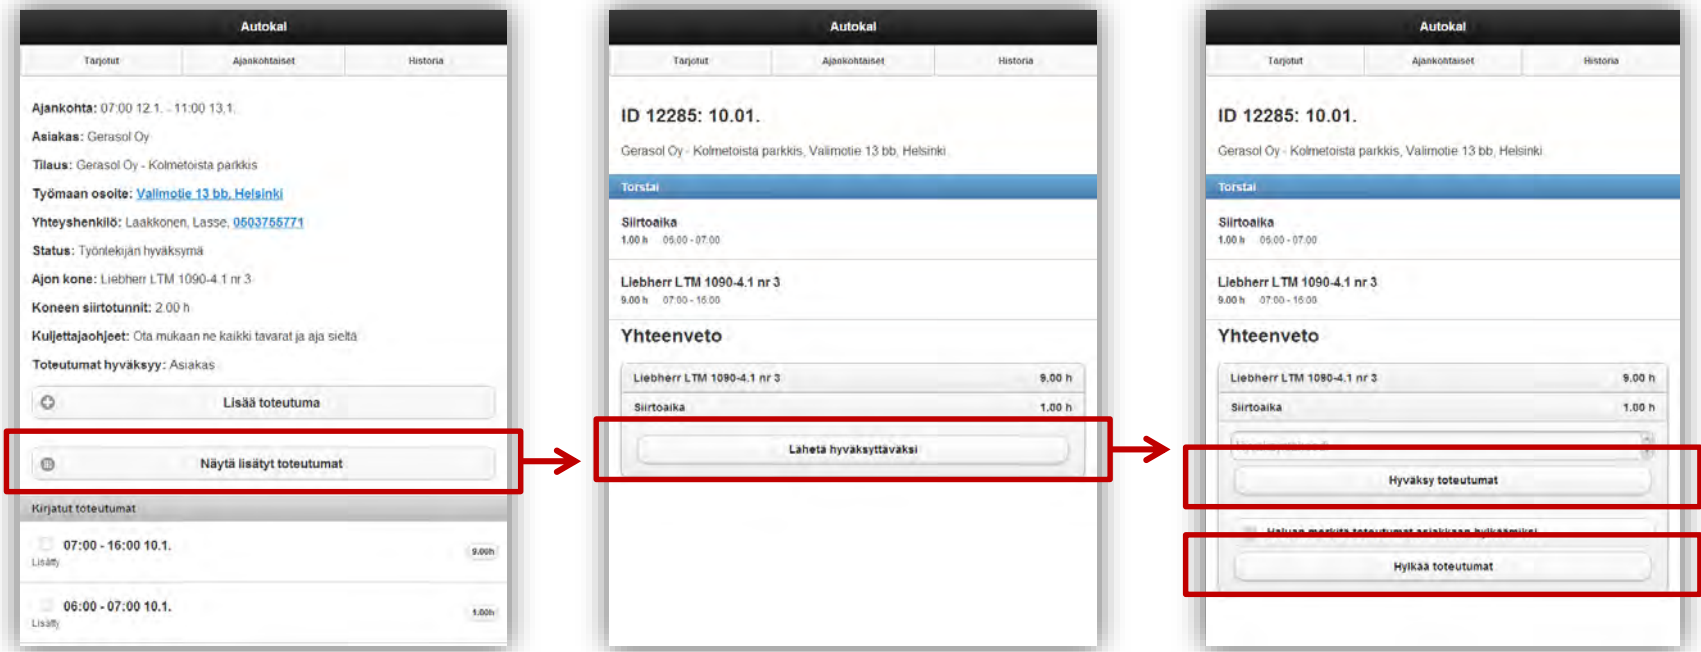 Autokal
Tarjotut Ajankohtaiset Historia
Ajankohta: 07:00 12.1. - 11:00 13.1.
Asiakas: Gerasol Oy
Tilaus: Gerasol Oy - Kolmetoista parkkis
Työmaan osoite: Valimotie 13 bb, Helsinki
Yhteyshenkilö: Laakkonen, Lasse, 0503755771
Status: Työntekijän hyväksymä
Ajon kone: Liebherr LTM 1090-4.1 nr 3
Koneen siirtotunnit: 2.00 h
Kuljettajaohjeet: Ota mukaan ne kaikki tavarat ja aja sieltä
Toteutumat hyväksyy: Asiakas
Lisää toteutuma
Näytä lisätyt toteutumat
Kirjatut toteutumat
07:00 - 16:00 10.1. 9.00h
Lisätty
06:00 - 07:00 10.1. 1.00h
Lisätty
Autokal
Tarjotut Ajankohtaiset Historia
ID 12285: 10.01.
Gerasol Oy - Kolmetoista parkkis, Valimotie 13 bb, Helsinki
Torstai
Siirtoaika
1.00 h 06:00 - 07:00
Liebherr LTM 1090-4.1 nr 3
9.00 h 07:00 - 16:00
Yhteenveto
Liebherr LTM 1090-4.1 nr 3 9.00 h
Siirtoaika 1.00 h
Lähetä hyväksyttäväksi
Autokal
Tarjotut Ajankohtaiset Historia
ID 12285: 10.01.
Gerasol Oy - Kolmetoista parkkis, Valimotie 13 bb, Helsinki
Torstai
Siirtoaika
1.00 h 06:00 - 07:00
Liebherr LTM 1090-4.1 nr 3
9.00 h 07:00 - 16:00
Yhteenveto
Liebherr LTM 1090-4.1 nr 3 9.00 h
Siirtoaika 1.00 h
Hyväksy toteutumat
Haluan merkitä toteutumat asiakkaan hylkäämiksi
Hylkää toteutumat